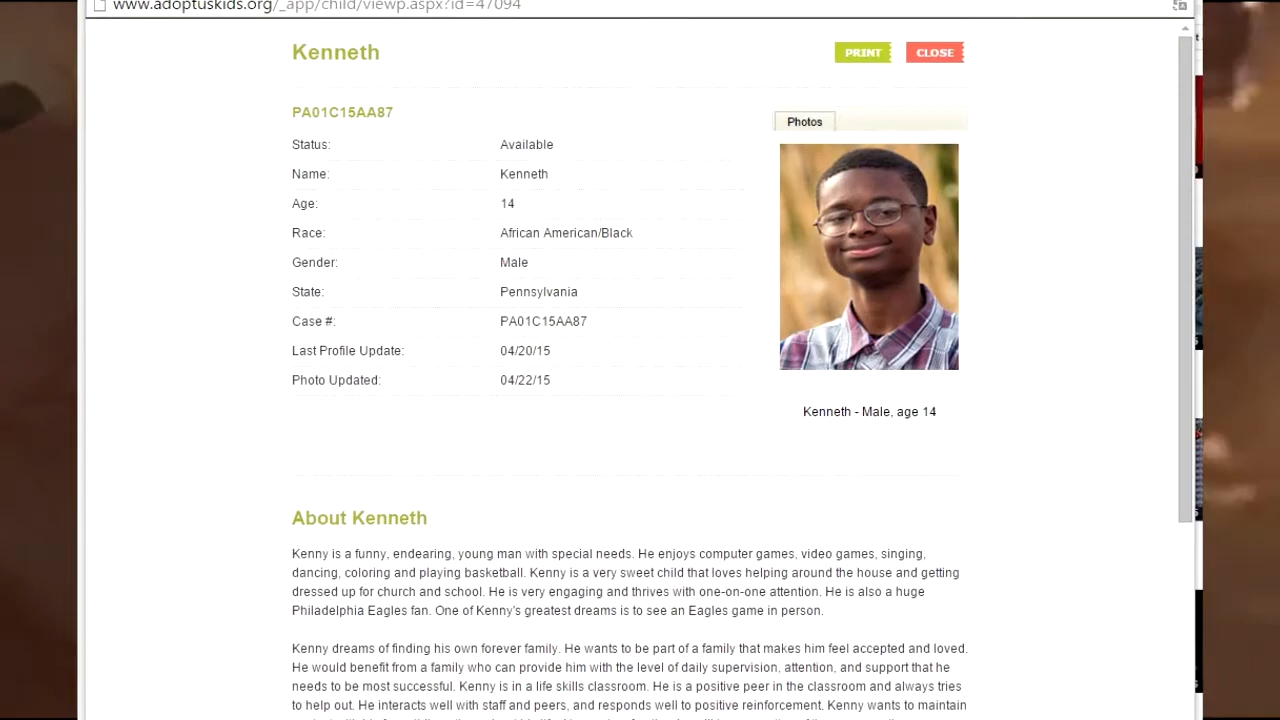 www.adoptuskids.org/_app/child/viewp.aspx?id=47094
Kenneth
PRINT CLOSE
PA01C15AA87
Photos
Status: Available
Name: Kenneth
Age: 14
Race: African American/Black
Gender: Male
State: Pennsylvania
Case #: PA01C15AA87
Last Profile Update: 04/20/15
Photo Updated: 04/22/15
Kenneth - Male, age 14
About Kenneth
Kenny is a funny, endearing, young man with special needs. He enjoys computer games, video games, singing,
dancing, coloring and playing basketball. Kenny is a very sweet child that loves helping around the house and getting
dressed up for church and school. He is very engaging and thrives with one-on-one attention. He is also a huge
Philadelphia Eagles fan. One of Kenny's greatest dreams is to see an Eagles game in person.
Kenny dreams of finding his own forever family. He wants to be part of a family that makes him feel accepted and loved.
He would benefit from a family who can provide him with the level of daily supervision, attention, and support that he
needs to be most successful. Kenny is in a life skills classroom. He is a positive peer in the classroom and always tries
to help out. He interacts well with staff and peers, and responds well to positive reinforcement. Kenny wants to maintain